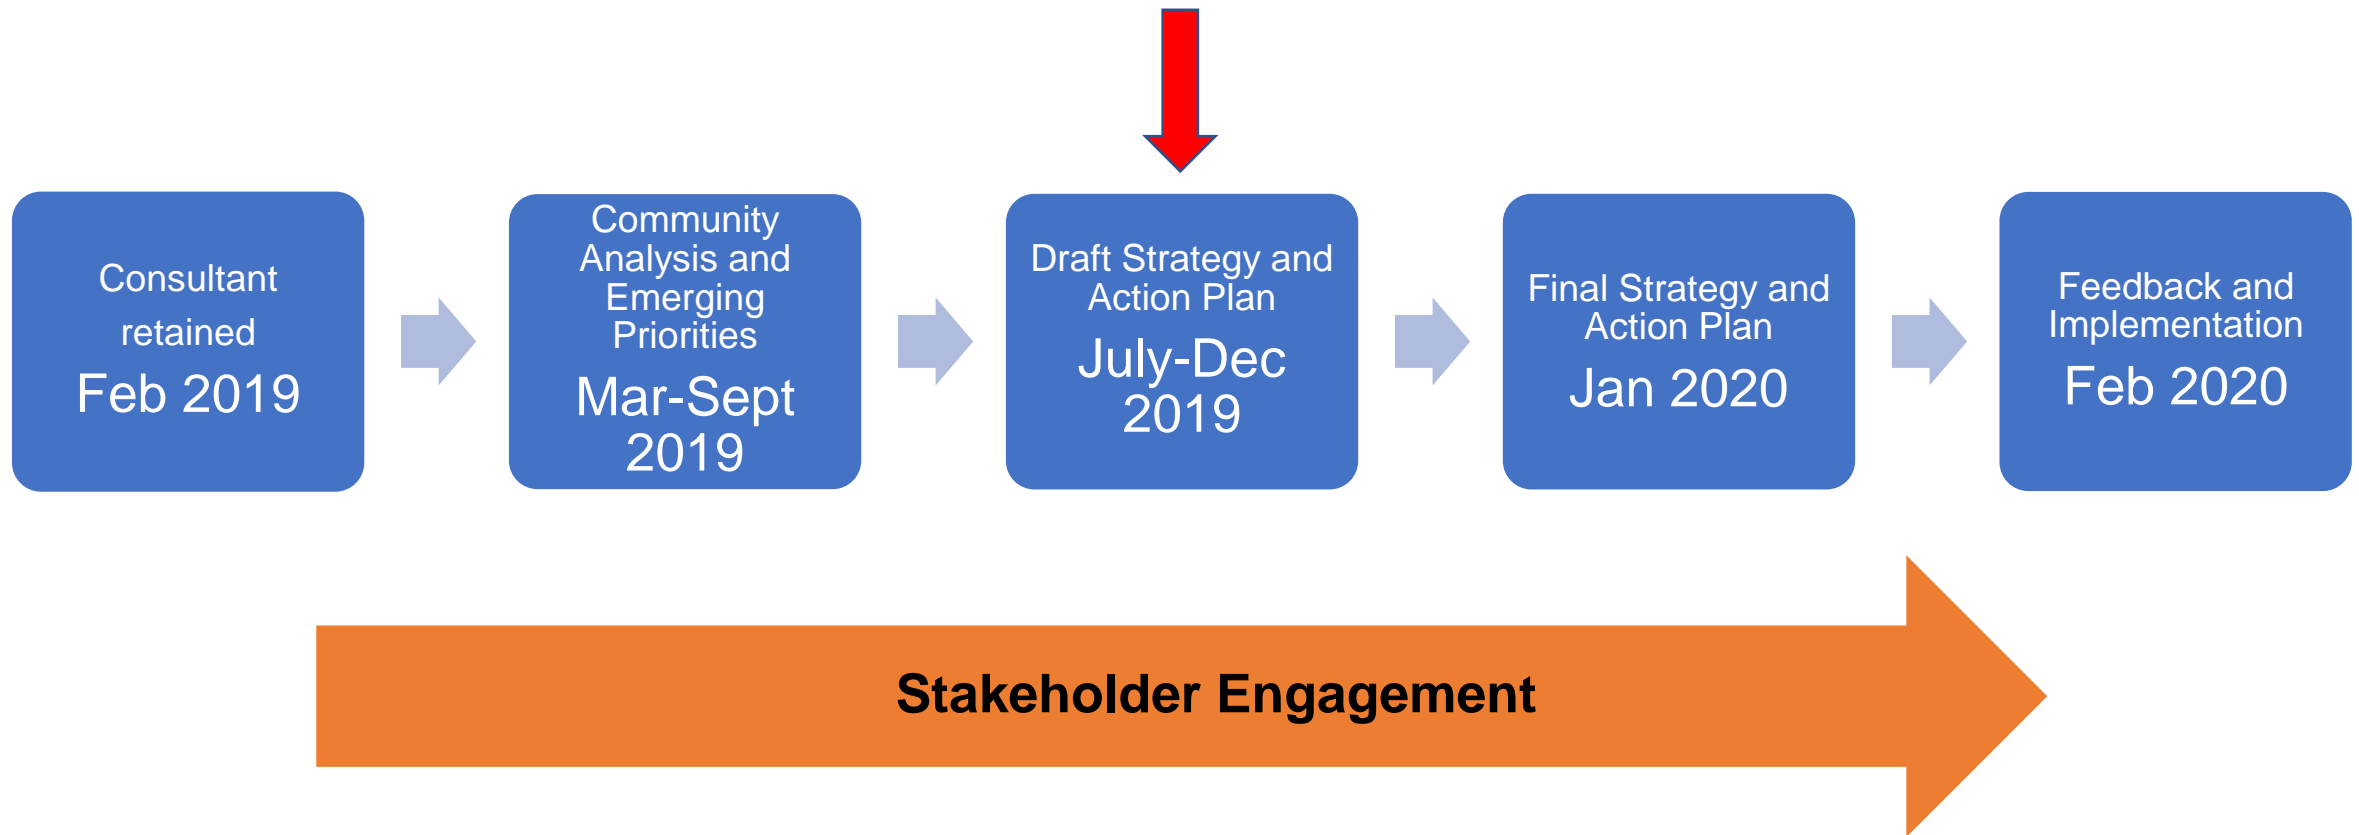 Consultant
retained
Feb 2019
Community
Analysis and
Emerging
Priorities
Mar-Sept
2019
Draft Strategy and
Action Plan
July-Dec
2019
Final Strategy and
Action Plan
Jan 2020
Feedback and
Implementation
Feb 2020
Stakeholder Engagement